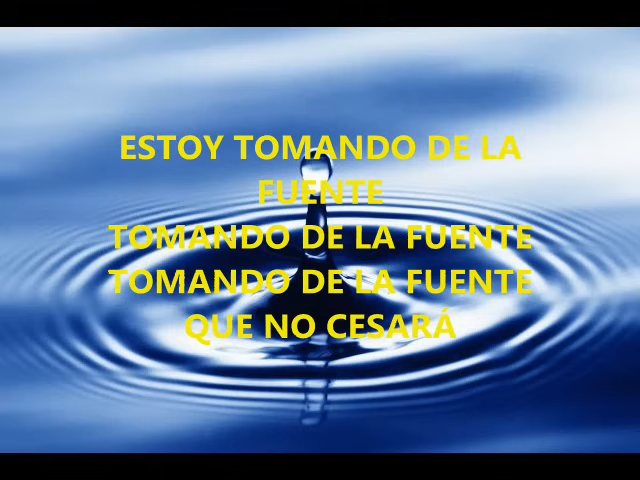 ESTOY TOMANDO DE LA
FUENTE
TOMANDO DE LA FUENTE
TOMANDO DE LA FUENTE
QUE NO CESARÁ